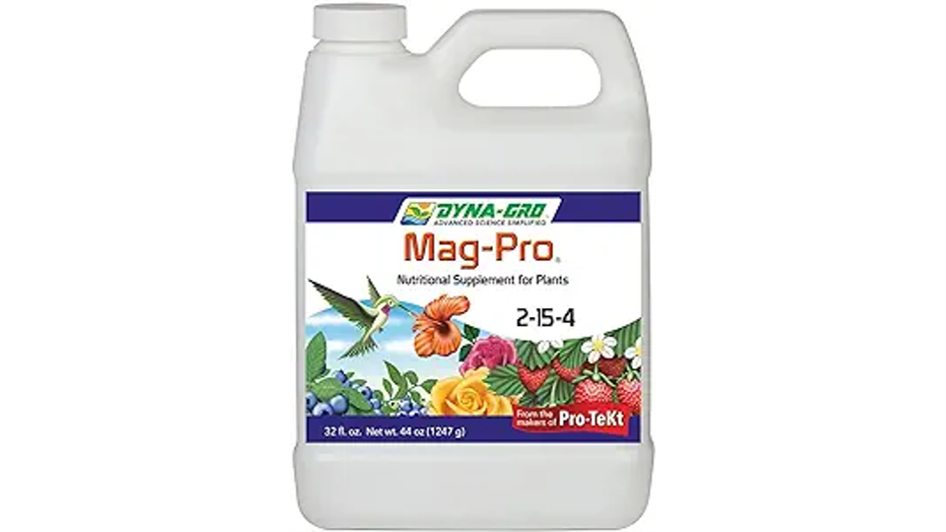 DYNA-GRO
ADVANCED SCIENCE SIMPLIFIED
Mag-Pro®
Nutritional Supplement for Plants
2-15-4
From the
makers of Pro-TeKt
32 fl. oz. Net wt. 44 oz (1247 g)